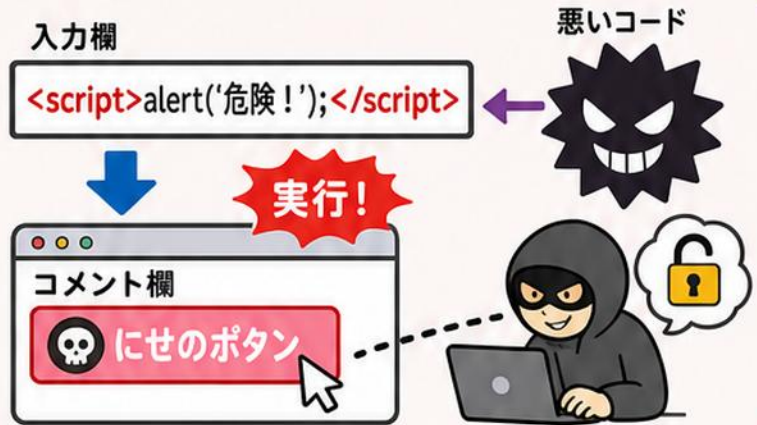 入力欄
悪いコード
<script>alert(‘危険！’);</script>
実行！
コメント欄
にせのボタン